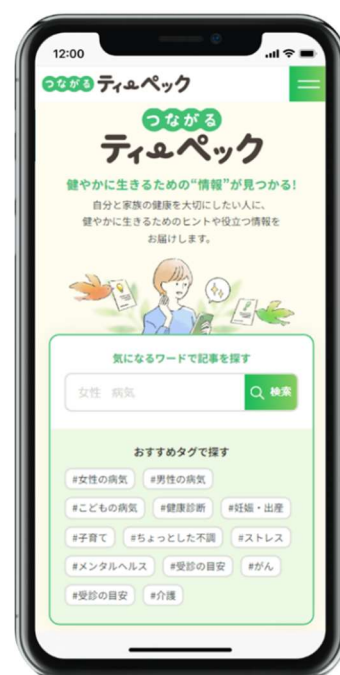 12:00
つながる ティーペック
つながる
ティーペック
健やかに生きるための“情報”が見つかる!
自分と家族の健康を大切にしたい人に、
健やかに生きるためのヒントや役立つ情報を
お届けします。
気になるワードで記事を探す
女性 病気 検索
おすすめタグで探す
#女性の病気 #男性の病気
#こどもの病気 #健康診断 #妊娠・出産
#子育て #ちょっとした不調 #ストレス
#メンタルヘルス #受診の目安 #がん
#受診の目安 #介護